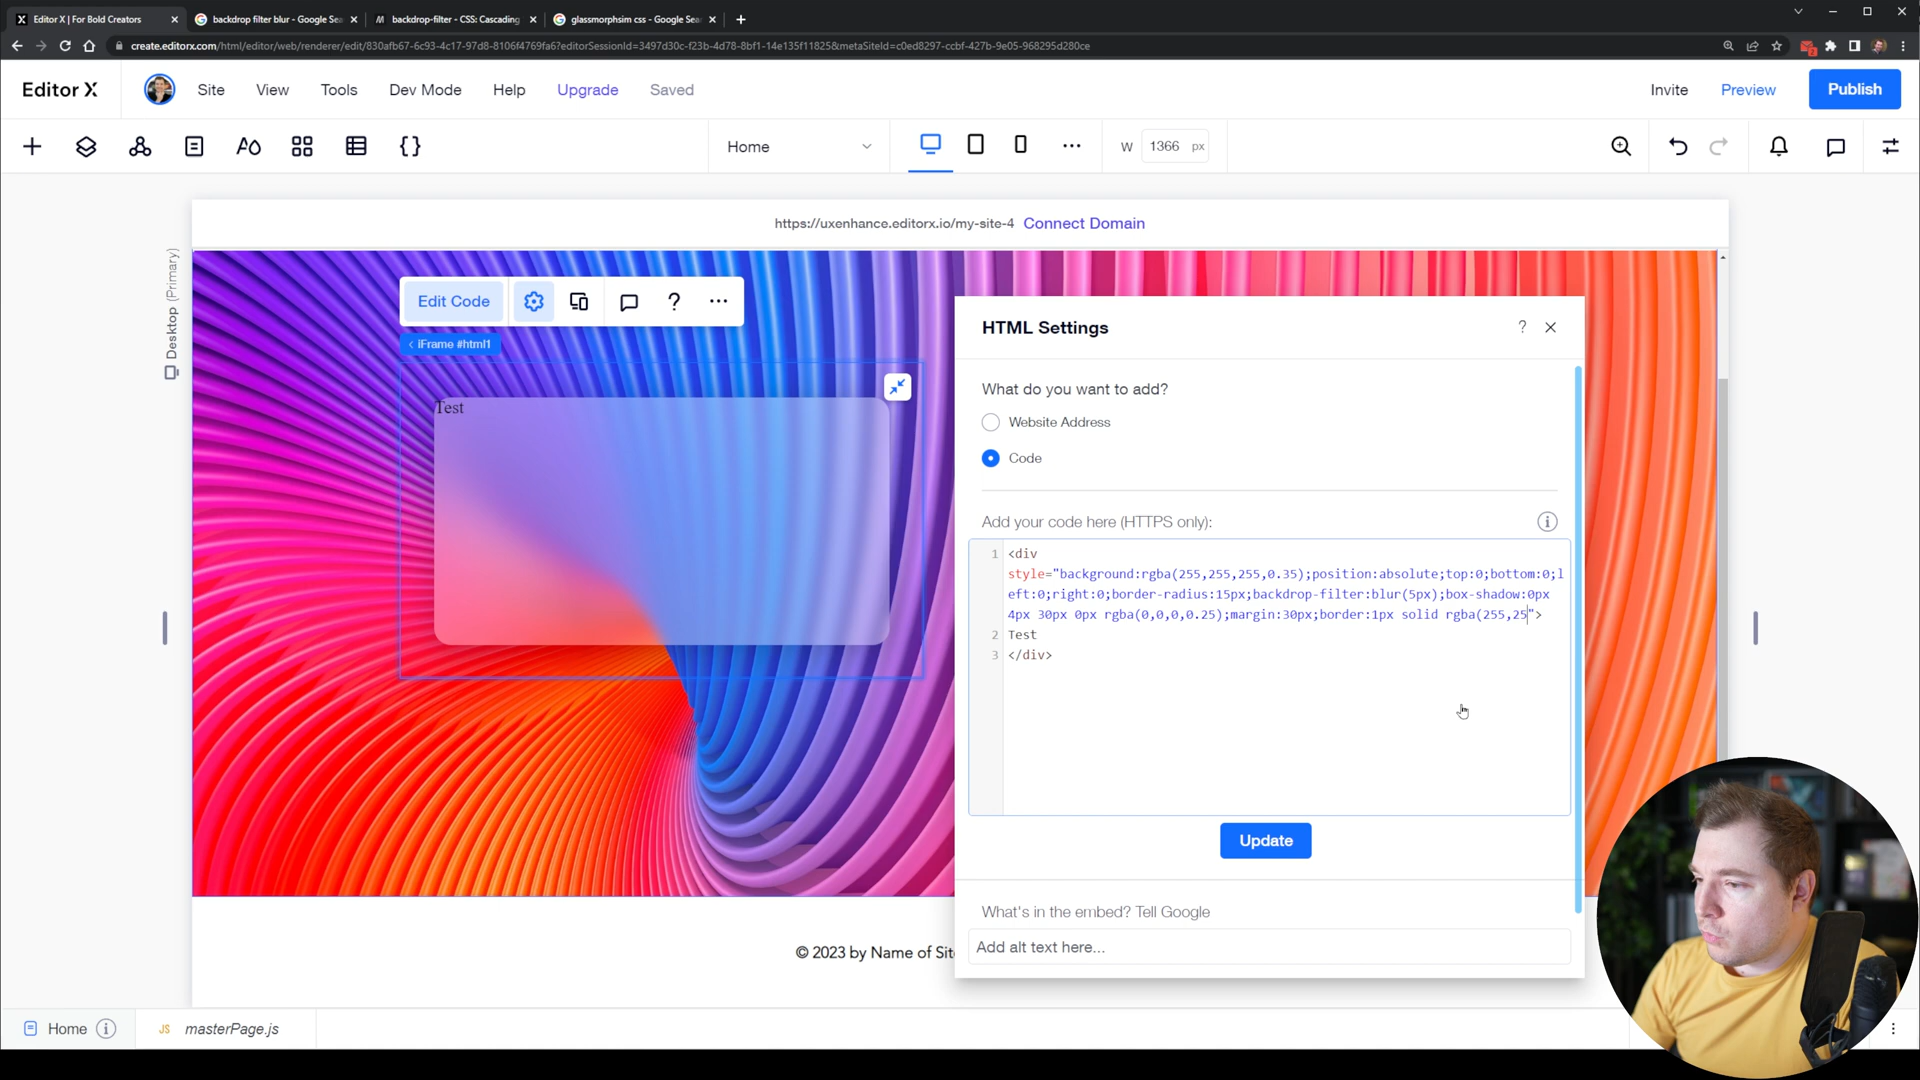 Editor X | For Bold Creators
backdrop filter blur - Google Sea
backdrop-filter - CSS: Cascading
glassmorphsim css - Google Sear
create.editorx.com/html/editor/web/renderer/edit/830afb67-6c93-4c17-97d8-8106f4769fa6?editorSessionId=3497d30c-f23b-4d78-8bf1-14e135f11825&metaSiteId=c0ed8297-ccbf-427b-9e05-968295d280ce
Editor X
Site
View
Tools
Dev Mode
Help
Upgrade
Saved
Invite
Preview
Publish
Home
W
1366
px
https://uxenhance.editorx.io/my-site-4 Connect Domain
Desktop (Primary)
Edit Code
< iFrame #html1
Test
HTML Settings
?
What do you want to add?
Website Address
Code
Add your code here (HTTPS only):
1 <div
style="background:rgba(255,255,255,0.35);position:absolute;top:0;bottom:0;l
eft:0;right:0;border-radius:15px;backdrop-filter:blur(5px);box-shadow:0px
4px 30px 0px rgba(0,0,0,0.25);margin:30px;border:1px solid rgba(255,25">
2 Test
3 </div>
Update
What's in the embed? Tell Google
Add alt text here...
© 2023 by Name of Site
Home
JS masterPage.js